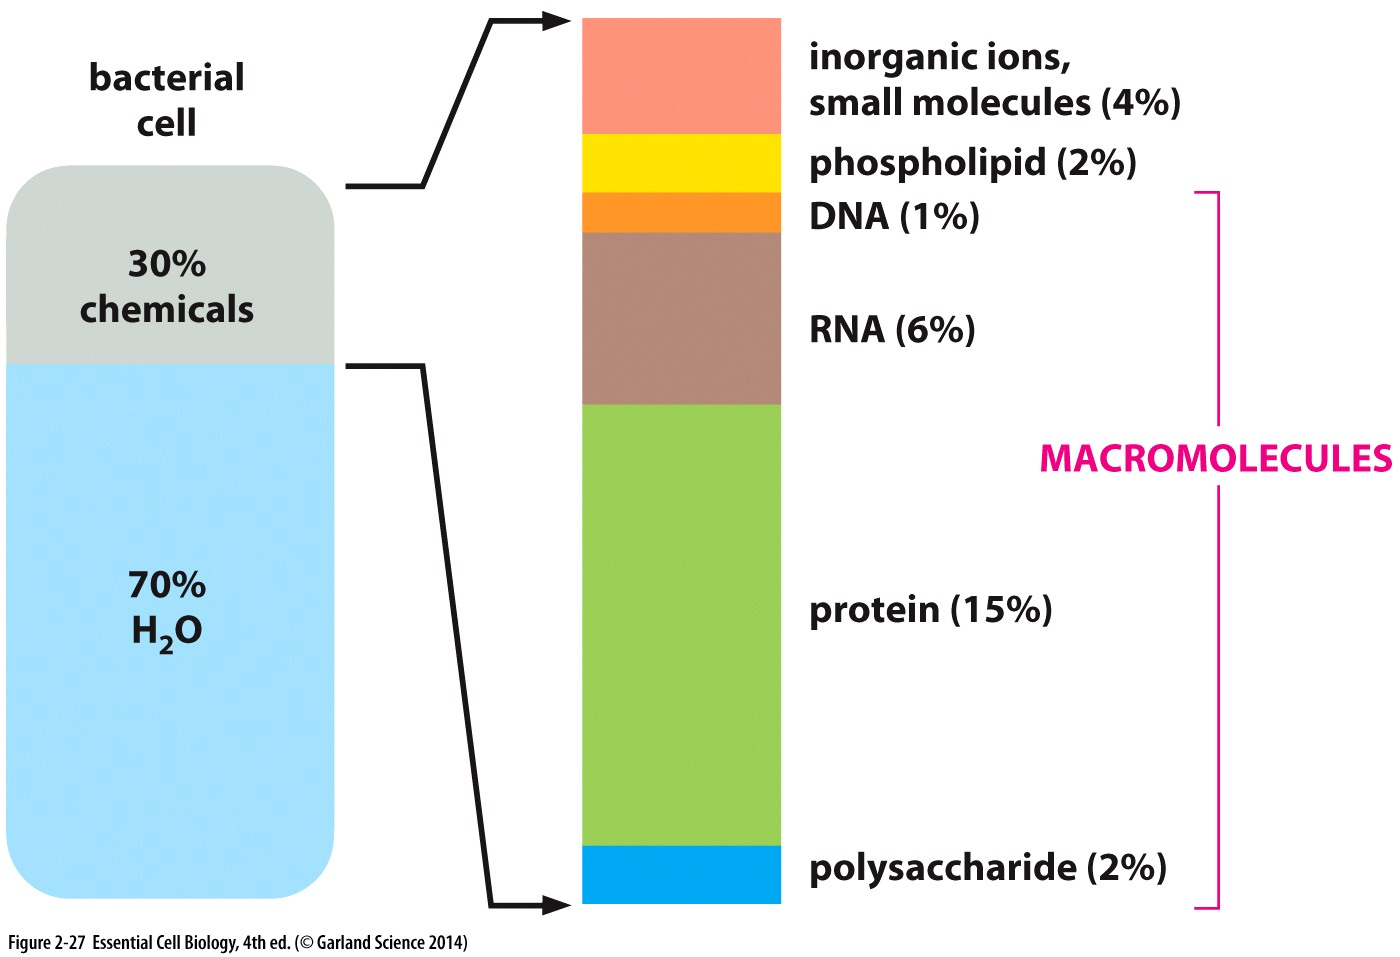 bacterial
cell
30%
chemicals
70%
H₂O
inorganic ions,
small molecules (4%)
phospholipid (2%)
DNA (1%)
RNA (6%)
MACROMOLECULES
protein (15%)
polysaccharide (2%)
Figure 2-27 Essential Cell Biology, 4th ed. (© Garland Science 2014)